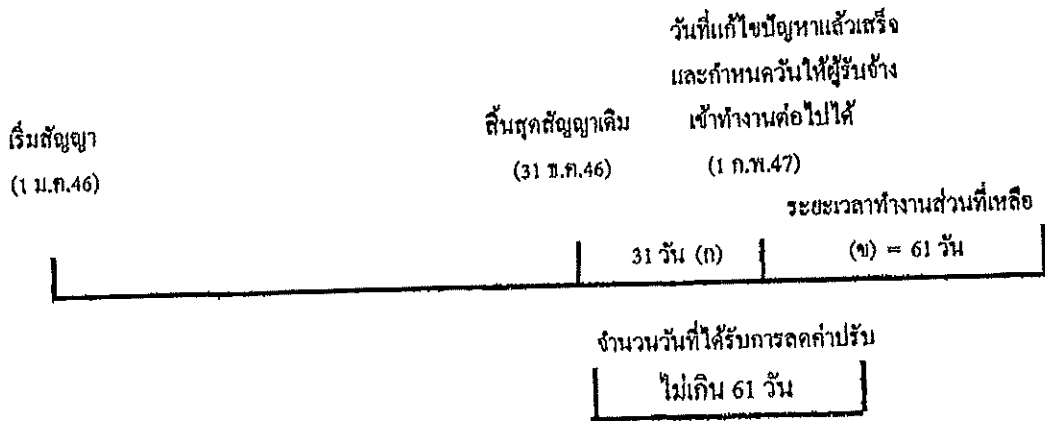 วันที่แก้ไขปัญหาแล้วเสร็จ
และกำหนดวันให้ผู้รับจ้าง
เข้าทำงานต่อไปได้
(1 ก.พ.47)
เริ่มสัญญา
(1 ม.ค.46)
สิ้นสุดสัญญาเดิม
(31 ธ.ค.46)
ระยะเวลาทำงานส่วนที่เหลือ
31 วัน (ก)
(ข) = 61 วัน
จำนวนวันที่ได้รับการลดค่าปรับ
ไม่เกิน 61 วัน